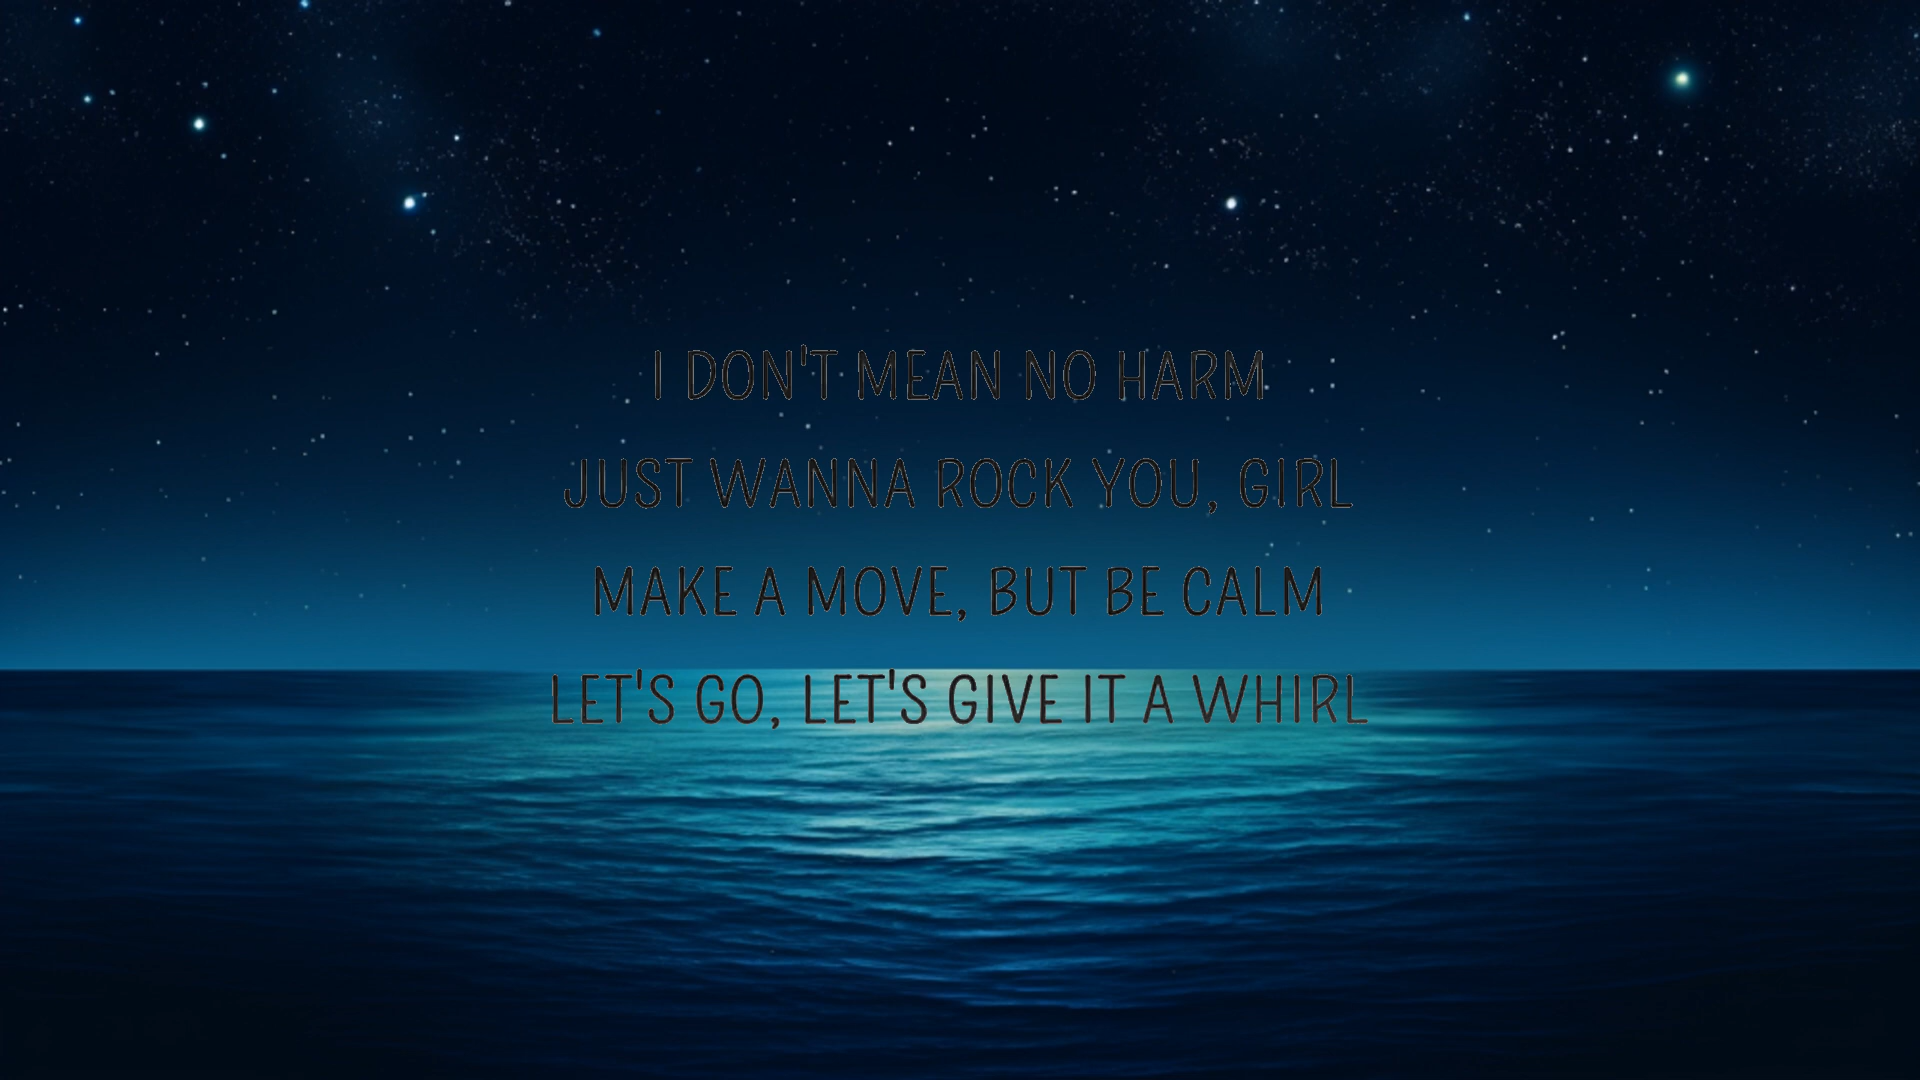 I DON'T MEAN NO HARM
JUST WANNA ROCK YOU, GIRL
MAKE A MOVE, BUT BE CALM
LET'S GO, LET'S GIVE IT A WHIRL